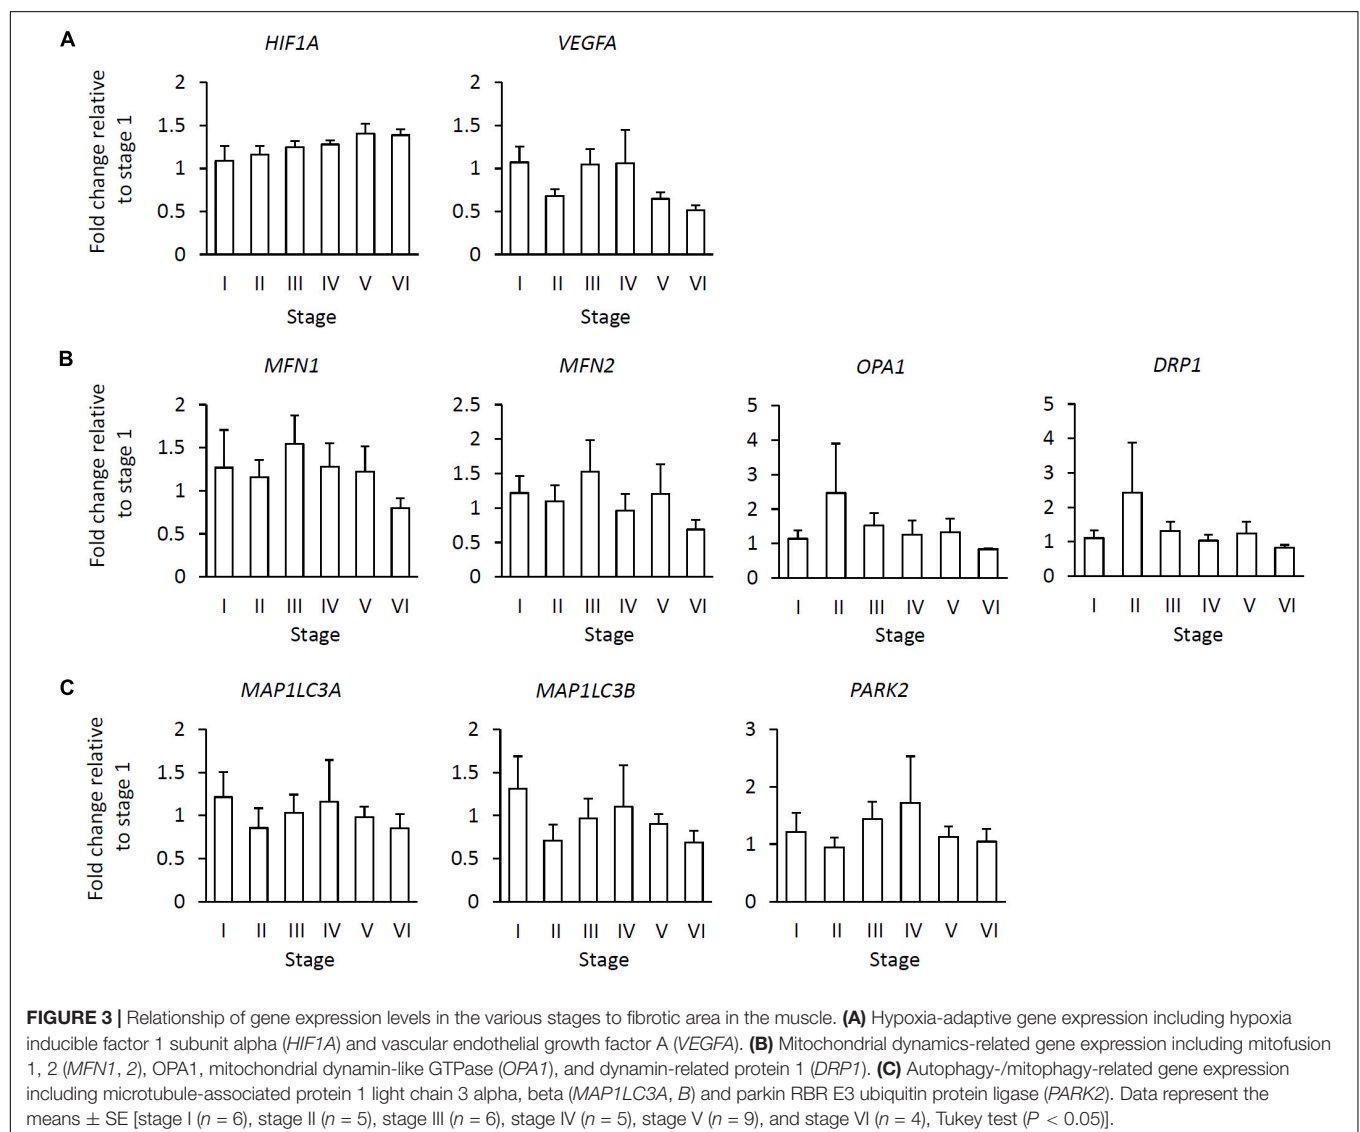 A
HIF1A
VEGFA
Fold change relative
to stage 1
2
1.5
1
0.5
0
I II III IV V VI
Stage
2
1.5
1
0.5
0
I II III IV V VI
Stage
B
MFN1
MFN2
OPA1
DRP1
Fold change relative
to stage 1
2
1.5
1
0.5
0
I II III IV V VI
Stage
2.5
2
1.5
1
0.5
0
I II III IV V VI
Stage
5
4
3
2
1
0
I II III IV V VI
Stage
5
4
3
2
1
0
I II III IV V VI
Stage
C
MAP1LC3A
MAP1LC3B
PARK2
Fold change relative
to stage 1
2
1.5
1
0.5
0
I II III IV V VI
Stage
2
1.5
1
0.5
0
I II III IV V VI
Stage
3
2
1
0
I II III IV V VI
Stage
FIGURE 3 | Relationship of gene expression levels in the various stages to fibrotic area in the muscle. (A) Hypoxia-adaptive gene expression including hypoxia
inducible factor 1 subunit alpha (HIF1A) and vascular endothelial growth factor A (VEGFA). (B) Mitochondrial dynamics-related gene expression including mitofusion
1, 2 (MFN1, 2), OPA1, mitochondrial dynamin-like GTPase (OPA1), and dynamin-related protein 1 (DRP1). (C) Autophagy-/mitophagy-related gene expression
including microtubule-associated protein 1 light chain 3 alpha, beta (MAP1LC3A, B) and parkin RBR E3 ubiquitin protein ligase (PARK2). Data represent the
means ± SE [stage I (n = 6), stage II (n = 5), stage III (n = 6), stage IV (n = 5), stage V (n = 9), and stage VI (n = 4), Tukey test (P < 0.05)].